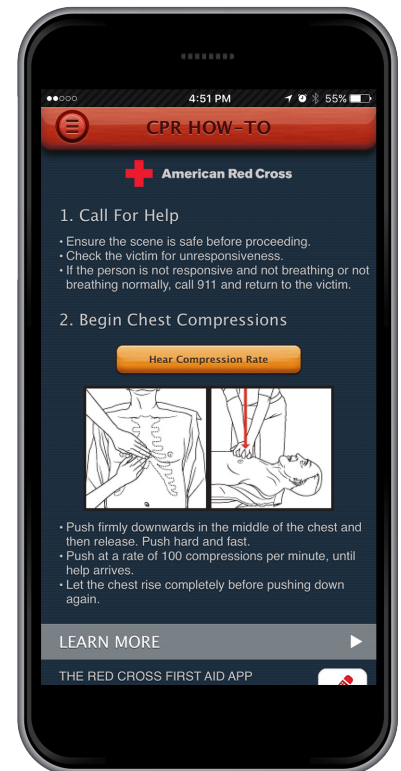 4:51 PM 55%
CPR HOW-TO
American Red Cross
1. Call For Help
• Ensure the scene is safe before proceeding.
• Check the victim for unresponsiveness.
• If the person is not responsive and not breathing or not
breathing normally, call 911 and return to the victim.
2. Begin Chest Compressions
Hear Compression Rate
• Push firmly downwards in the middle of the chest and
then release. Push hard and fast.
• Push at a rate of 100 compressions per minute, until
help arrives.
• Let the chest rise completely before pushing down
again.
LEARN MORE
THE RED CROSS FIRST AID APP